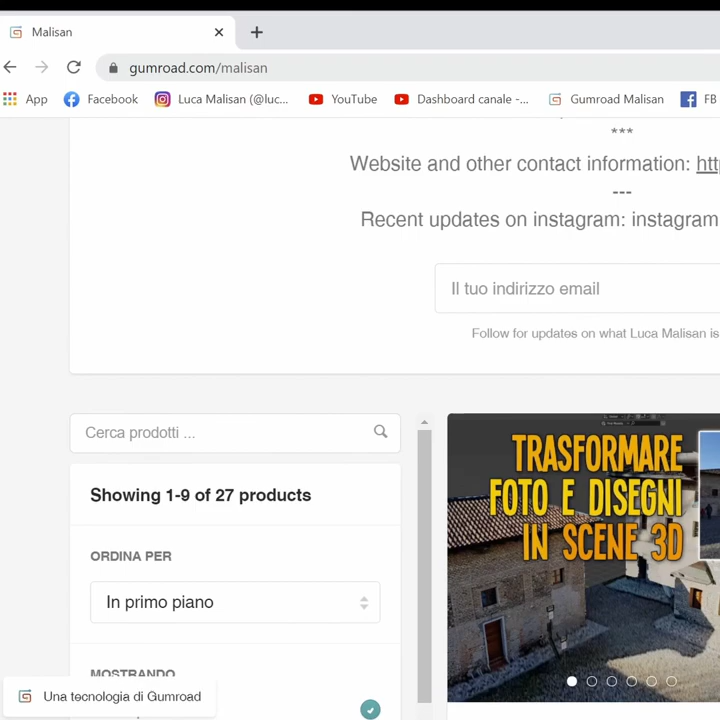 Malisan
gumroad.com/malisan
App Facebook Luca Malisan (@luc... YouTube Dashboard canale -... Gumroad Malisan FB
***
Website and other contact information: htt
---
Recent updates on instagram: instagram
Il tuo indirizzo email
Follow for updates on what Luca Malisan is
Cerca prodotti ...
Showing 1-9 of 27 products
ORDINA PER
In primo piano
MOSTRANDO
Una tecnologia di Gumroad
TRASFORMARE
FOTO E DISEGNI
IN SCENE 3D